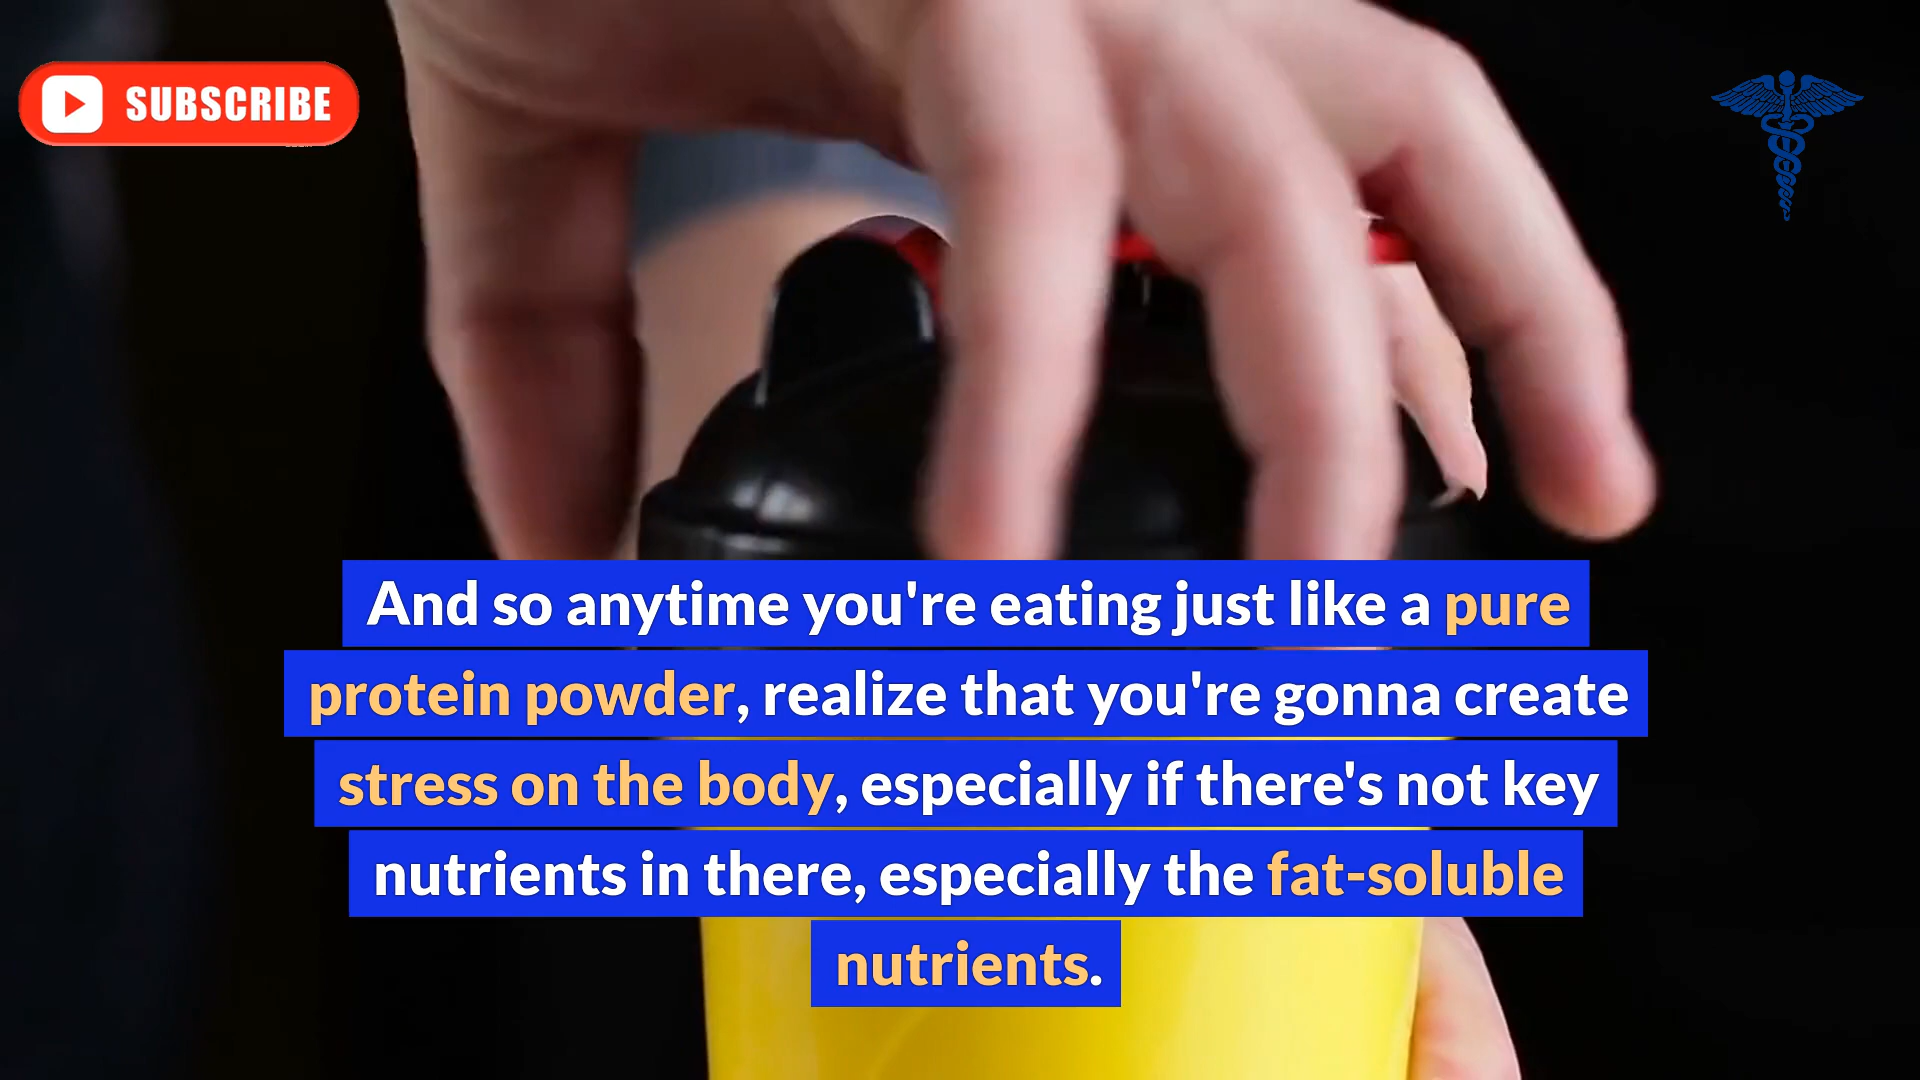 SUBSCRIBE
And so anytime you're eating just like a pure
protein powder, realize that you're gonna create
stress on the body, especially if there's not key
nutrients in there, especially the fat-soluble
nutrients.